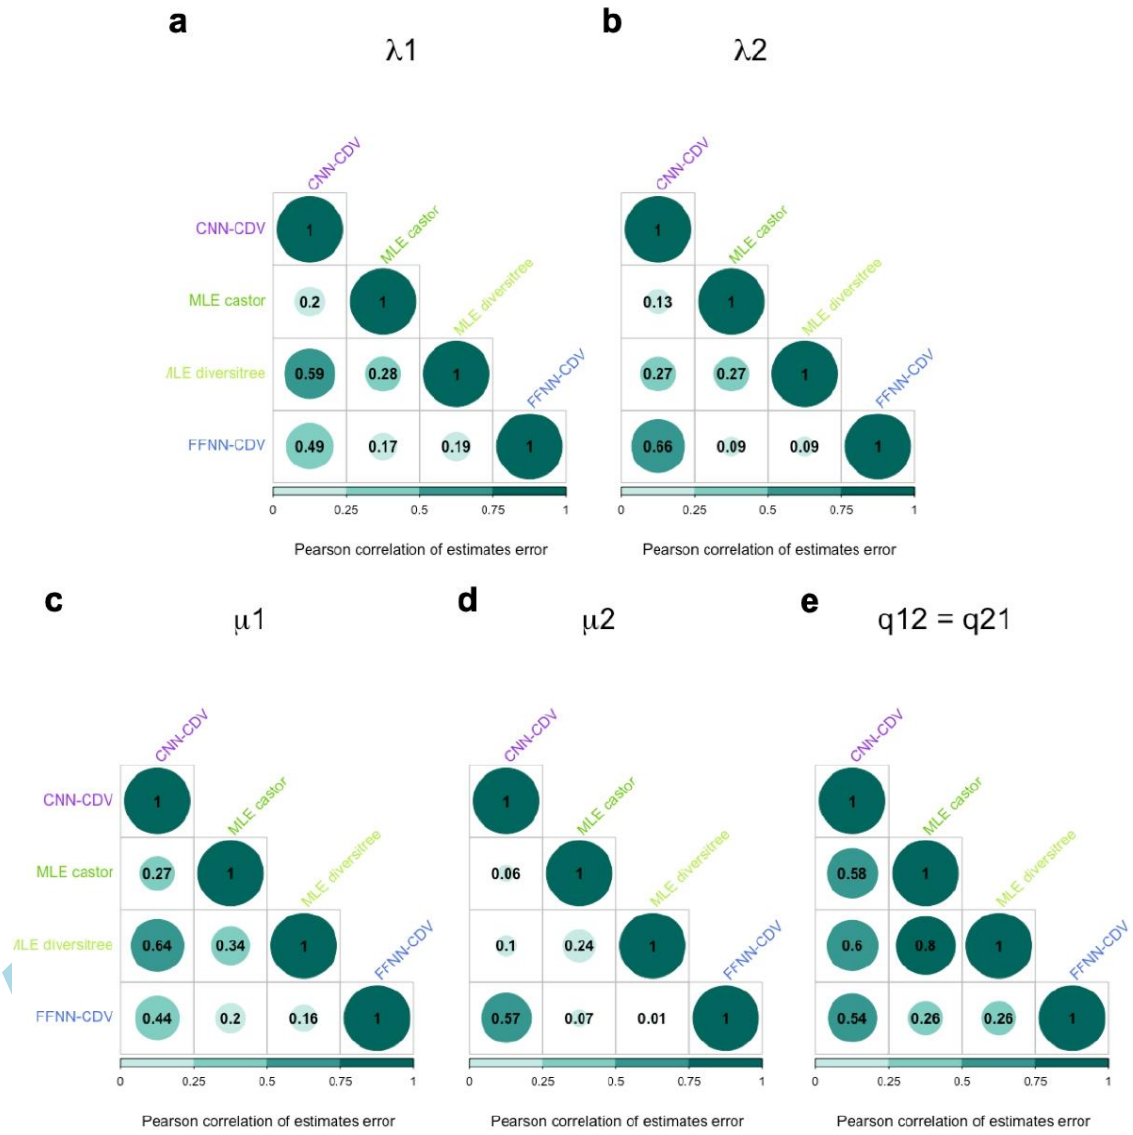 a
b
λ1
λ2
CNN-CDV
CNN-CDV
CNN-CDV
1
CNN-CDV
1
MLE castor
MLE castor
MLE castor
0.2
1
0.13
1
MLE diversitree
MLE diversitree
MLE diversitree
0.59
0.28
1
0.27
0.27
1
FFNN-CDV
FFNN-CDV
FFNN-CDV
0.49
0.17
0.19
1
0.66
0.09
0.09
1
0 0.25 0.5 0.75 1
0 0.25 0.5 0.75 1
Pearson correlation of estimates error
Pearson correlation of estimates error
c
d
e
μ1
μ2
q12 = q21
CNN-CDV
CNN-CDV
CNN-CDV
CNN-CDV
1
1
1
MLE castor
MLE castor
MLE castor
MLE castor
0.27
1
0.06
1
0.58
1
MLE diversitree
MLE diversitree
MLE diversitree
MLE diversitree
0.64
0.34
1
0.1
0.24
1
0.6
0.8
1
FFNN-CDV
FFNN-CDV
FFNN-CDV
FFNN-CDV
0.44
0.2
0.16
1
0.57
0.07
0.01
1
0.54
0.26
0.26
1
0 0.25 0.5 0.75 1
0 0.25 0.5 0.75 1
0 0.25 0.5 0.75 1
Pearson correlation of estimates error
Pearson correlation of estimates error
Pearson correlation of estimates error